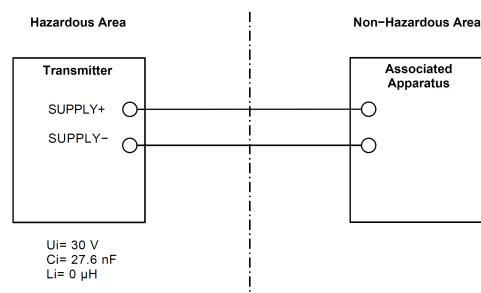 Hazardous Area
Non-Hazardous Area
Transmitter
Associated
Apparatus
SUPPLY+
SUPPLY-
Ui= 30 V
Ci= 27.6 nF
Li= 0 µH